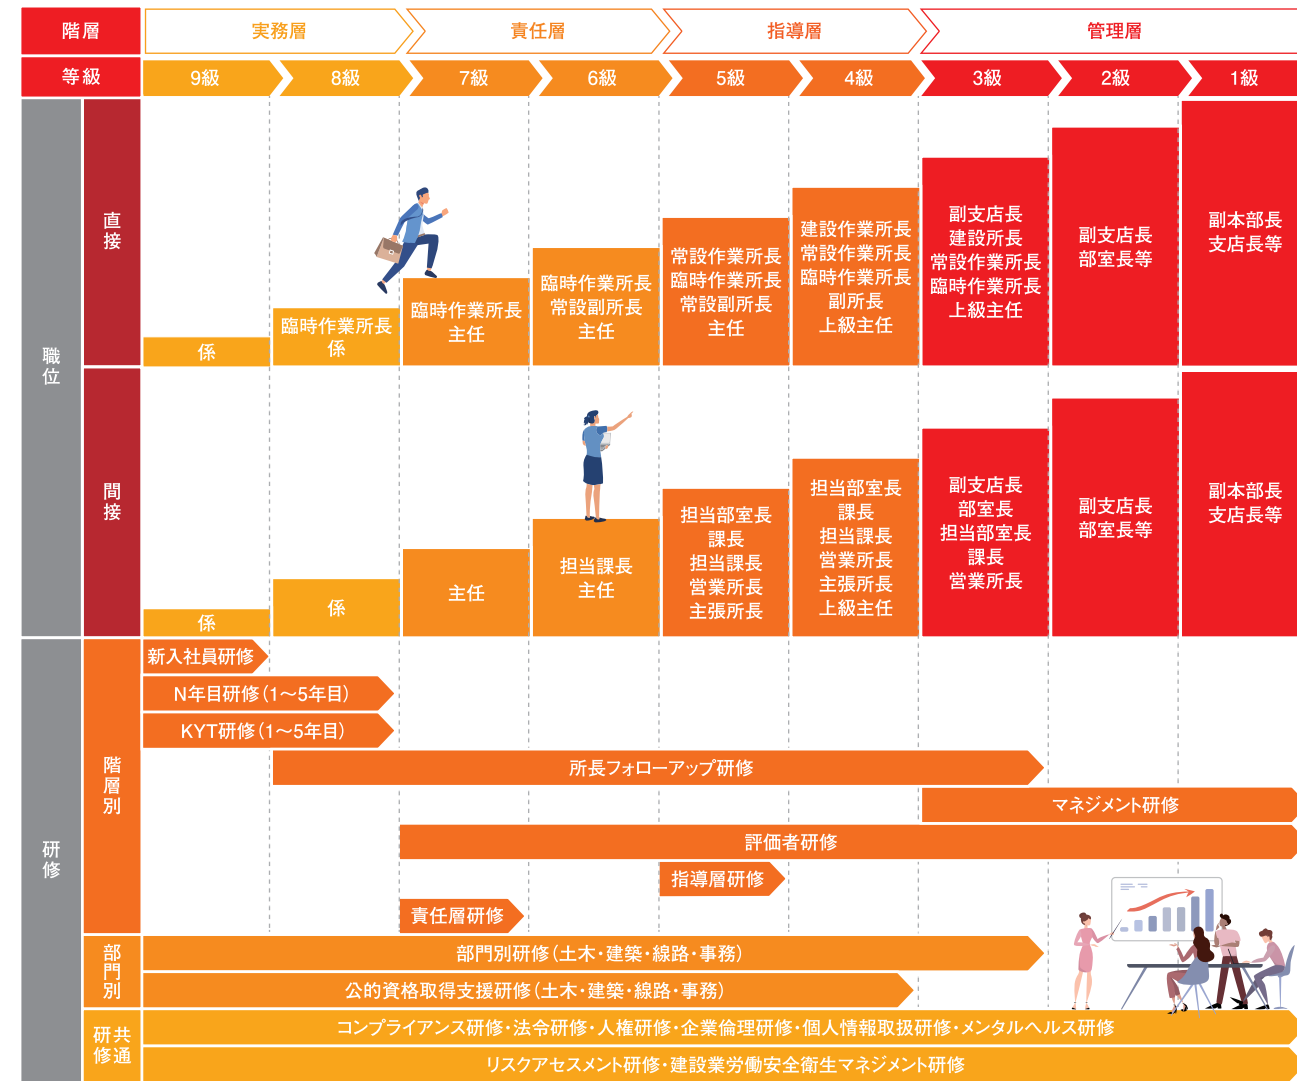 階層
実務層
責任層
指導層
管理層
等級
9級
8級
7級
6級
5級
4級
3級
2級
1級
職位
直接
係
臨時作業所長
係
臨時作業所長
主任
臨時作業所長
常設副所長
主任
常設作業所長
臨時作業所長
常設副所長
主任
建設作業所長
常設作業所長
臨時作業所長
副所長
上級主任
副支店長
建設所長
常設作業所長
臨時作業所長
上級主任
副支店長
部室長等
副本部長
支店長等
間接
係
係
主任
担当課長
主任
担当部室長
課長
担当課長
営業所長
主張所長
担当部室長
課長
担当課長
営業所長
主張所長
上級主任
副支店長
部室長
担当部室長
課長
営業所長
副支店長
部室長等
副本部長
支店長等
研修
階層別
新入社員研修
N年目研修(1〜5年目)
KYT研修(1〜5年目)
所長フォローアップ研修
マネジメント研修
評価者研修
指導層研修
責任層研修
部門別
部門別研修(土木・建築・線路・事務)
公的資格取得支援研修(土木・建築・線路・事務)
共通
研修
コンプライアンス研修・法令研修・人権研修・企業倫理研修・個人情報取扱研修・メンタルヘルス研修
リスクアセスメント研修・建設業労働安全衛生マネジメント研修